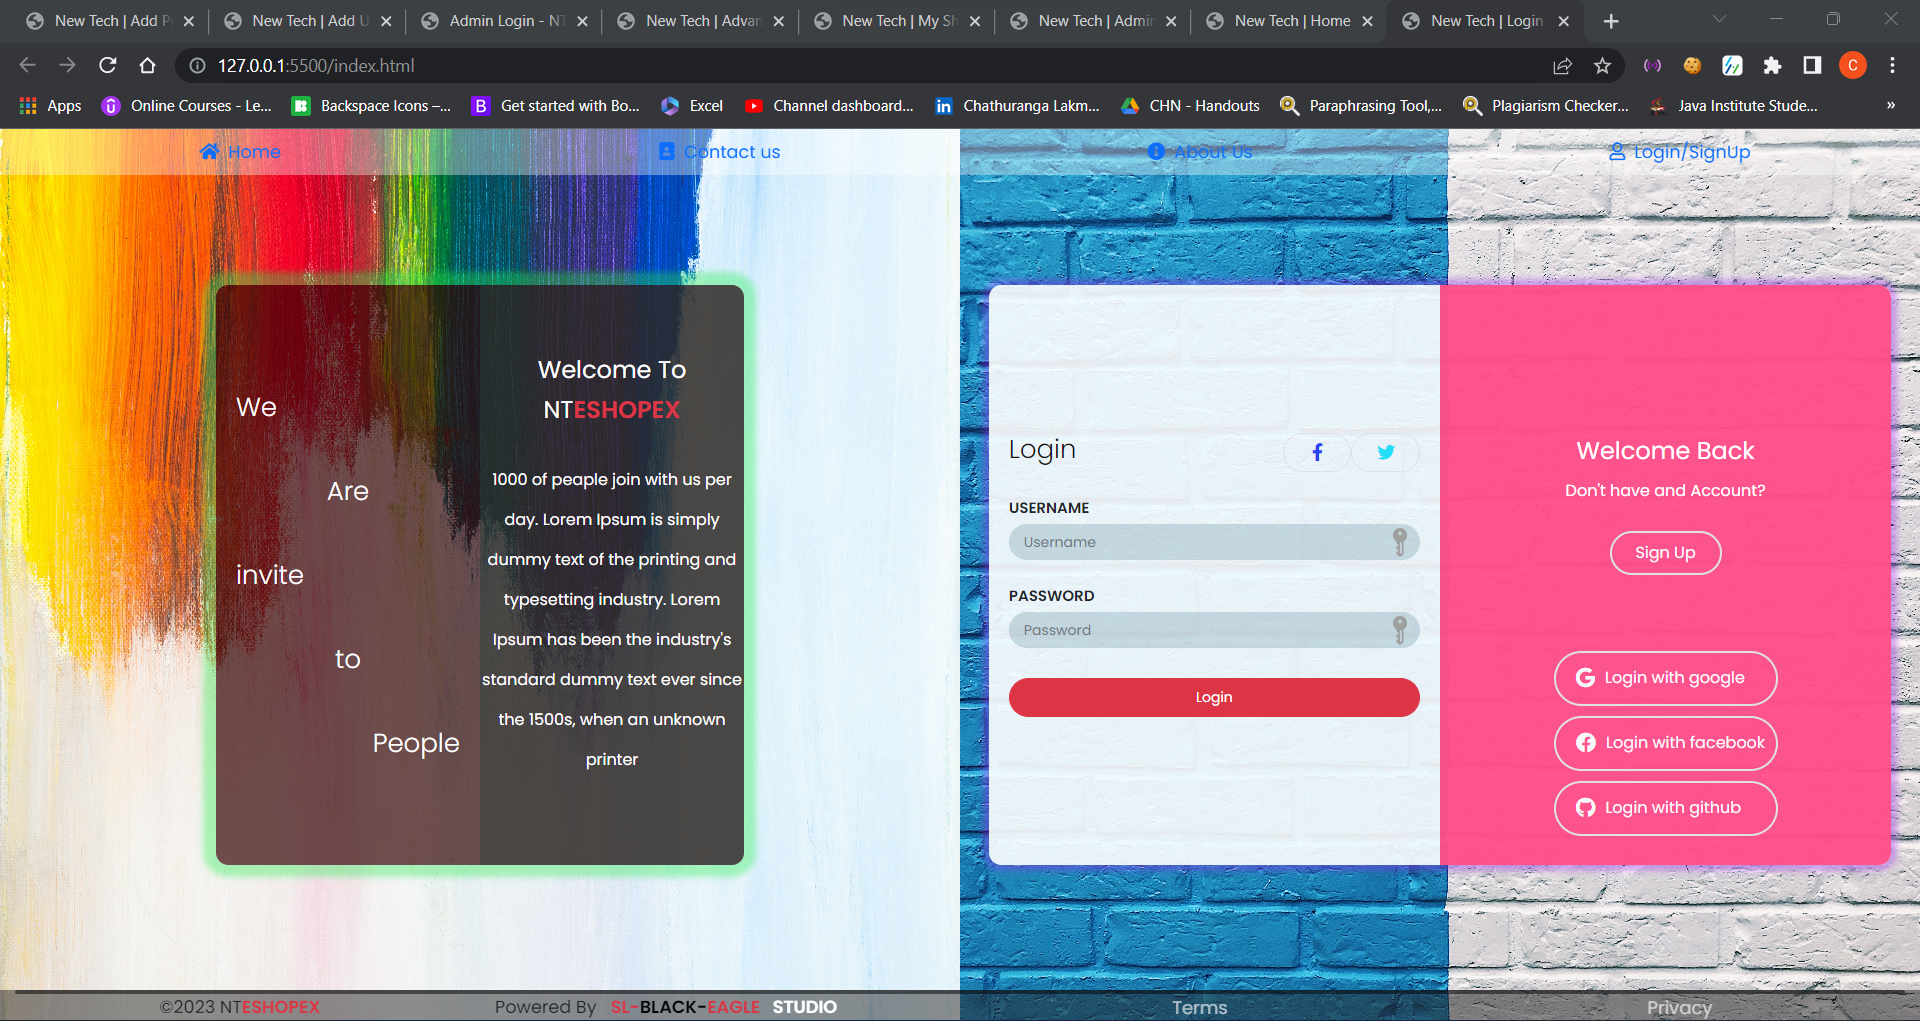 New Tech | Add P
New Tech | Add U
Admin Login - NT
New Tech | Advan
New Tech | My Sh
New Tech | Admin
New Tech | Home
New Tech | Login
127.0.0.1:5500/index.html
C
Apps
Online Courses - Le...
Backspace Icons –...
B
Get started with Bo...
Excel
Channel dashboard...
in
Chathuranga Lakm...
CHN - Handouts
Paraphrasing Tool,...
Plagiarism Checker...
Java Institute Stude...
»
Home
Contact us
About Us
Login/SignUp
We
Are
invite
to
People
Welcome To
NTESHOPEX
1000 of peaple join with us per
day. Lorem Ipsum is simply
dummy text of the printing and
typesetting industry. Lorem
Ipsum has been the industry's
standard dummy text ever since
the 1500s, when an unknown
printer
Login
USERNAME
Username
PASSWORD
Password
Login
Welcome Back
Don't have and Account?
Sign Up
Login with google
Login with facebook
Login with github
©2023 NTESHOPEX
Powered By SL-BLACK-EAGLE STUDIO
Terms
Privacy